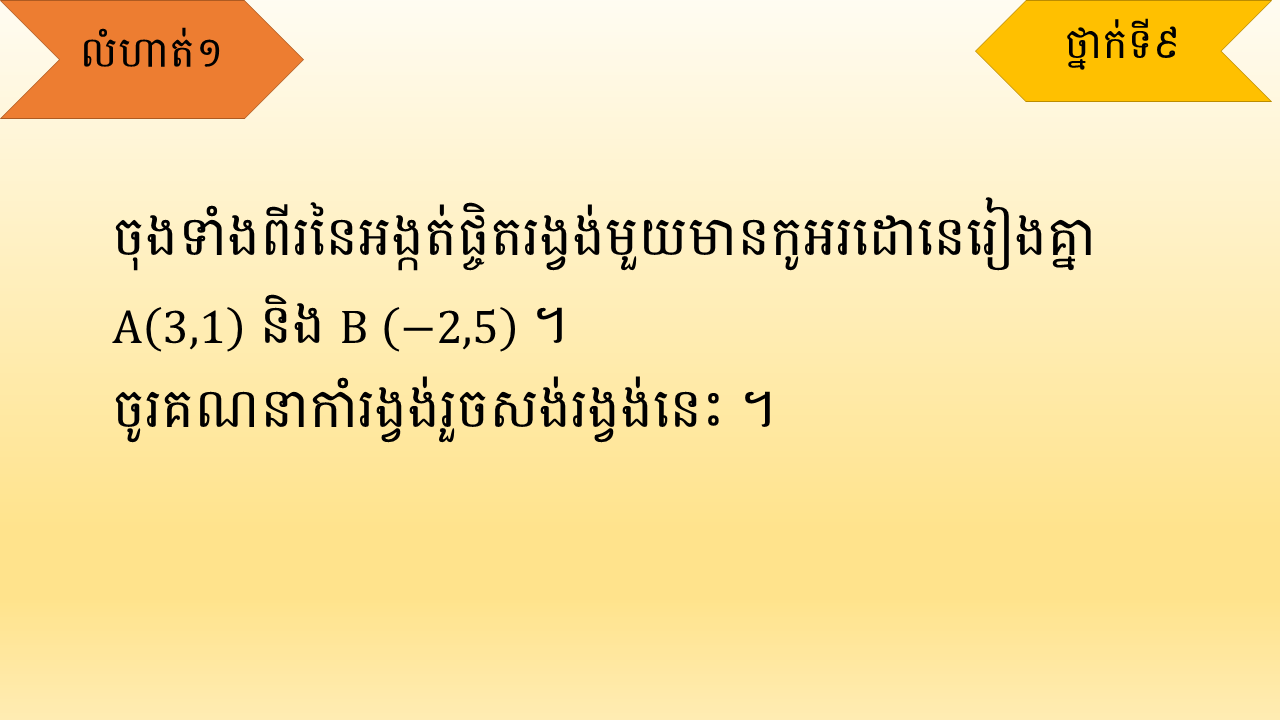 លំហាត់១
ថ្នាក់ទី៩
ចុងទាំងពីរនៃអង្កត់ផ្ចិតរង្វង់មួយមានកូអរដោនេរៀងគ្នា
A(3,1) និង B (−2,5) ។
ចូរគណនាកាំរង្វង់រួចសង់រង្វង់នេះ ។